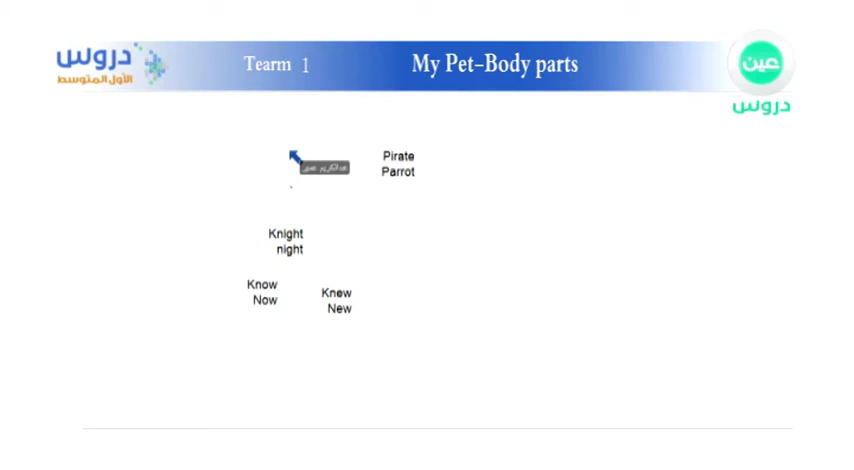 دروس
الأول المتوسط
Tearm 1
My Pet-Body parts
عين
دروس
Pirate
Parrot
Knight
night
Know
Now
Knew
New